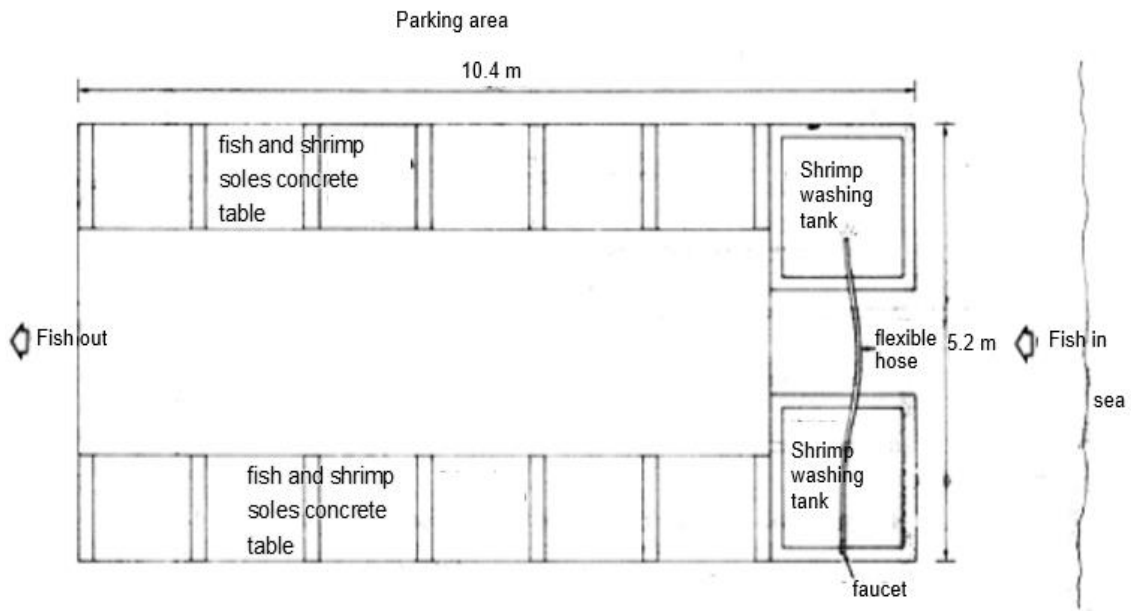 Parking area
10.4 m
fish and shrimp
soles concrete
table
Shrimp
washing
tank
Fish out
flexible
hose
5.2 m
Fish in
sea
fish and shrimp
soles concrete
table
Shrimp
washing
tank
faucet